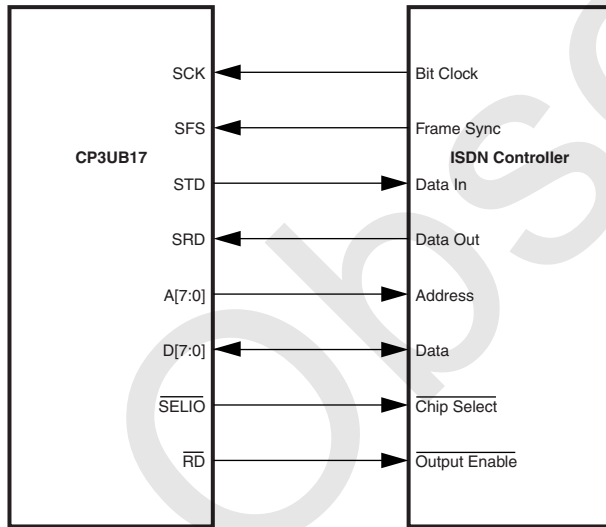 SCK Bit Clock
SFS Frame Sync
CP3UB17 ISDN Controller
STD Data In
SRD Data Out
A[7:0] Address
D[7:0] Data
SELIO Chip Select
RD Output Enable
Obso